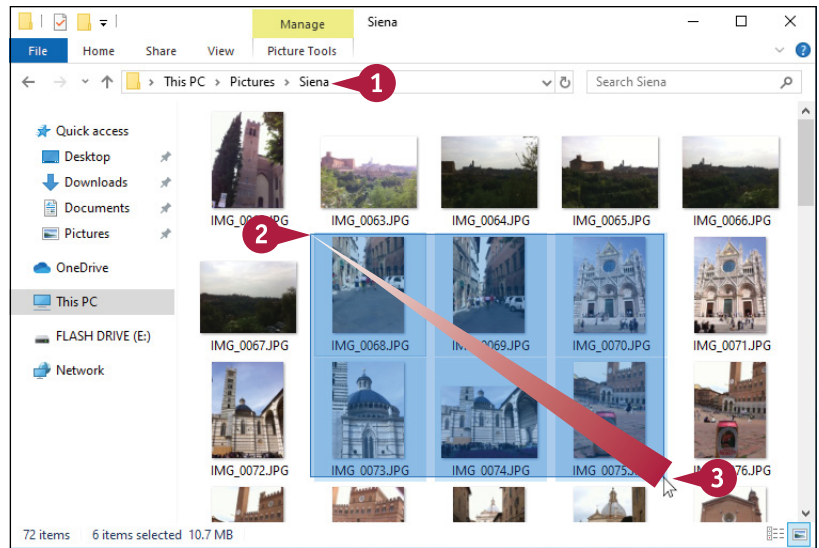 Manage
Siena
File
Home
Share
View
Picture Tools
This PC > Pictures > Siena
1
Search Siena
Quick access
Desktop
Downloads
Documents
Pictures
OneDrive
This PC
FLASH DRIVE (E:)
Network
IMG_0063.JPG
IMG_0064.JPG
IMG_0065.JPG
IMG_0066.JPG
2
IMG_0067.JPG
IMG_0068.JPG
IMG_0069.JPG
IMG_0070.JPG
IMG_0071.JPG
IMG_0072.JPG
IMG_0073.JPG
IMG_0074.JPG
3
72 items
6 items selected 10.7 MB